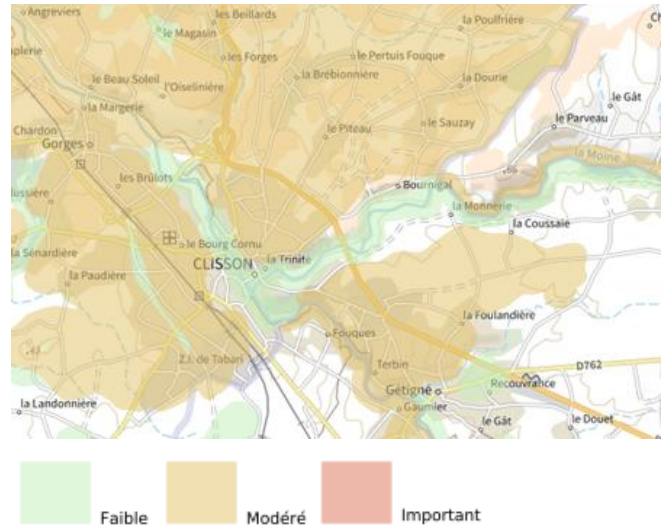 Angreviers
les Beillards
la Poulfrière
le Magasin
les Forges
le Pertuis Fouque
la Brébionnière
la Dourie
le Beau Soleil
l'Oiselinière
le Gât
la Margerie
le Parveau
Chardon
le Piteau
le Sauzay
Gorges
la Moine
les Brûlots
Bournigal
la Monnerie
la Coussaie
le Bourg Cornu
la Sénardière
CLISSON
la Trinité
la Paudière
la Foulandière
Fouques
Z.I. de Tabari
Terbin
D762
Gétigné
Recouvrance
la Landonnière
Gaumier
le Gât
le Douet
Faible
Modéré
Important